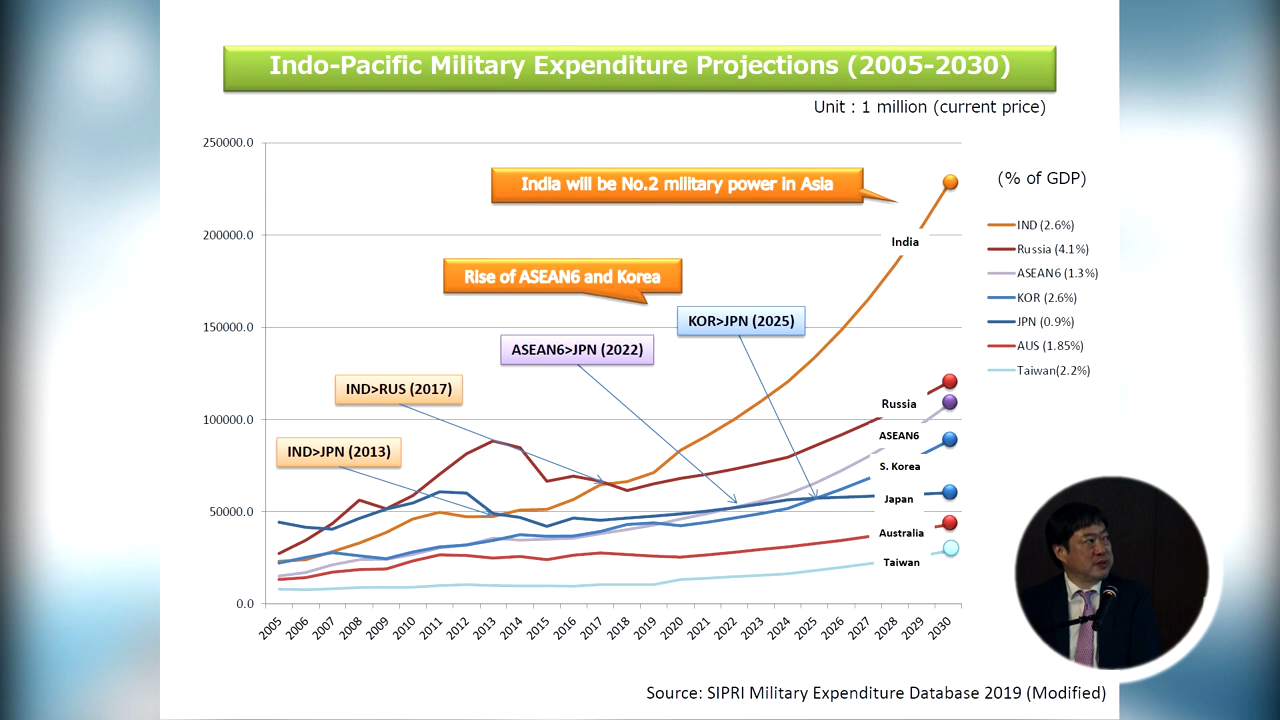 Indo-Pacific Military Expenditure Projections (2005-2030)
Unit : 1 million (current price)
250000.0
200000.0
150000.0
100000.0
50000.0
0.0
India will be No.2 military power in Asia
Rise of ASEAN6 and Korea
KOR>JPN (2025)
ASEAN6>JPN (2022)
IND>RUS (2017)
IND>JPN (2013)
India
Russia
ASEAN6
S. Korea
Japan
Australia
Taiwan
(% of GDP)
IND (2.6%)
Russia (4.1%)
ASEAN6 (1.3%)
KOR (2.6%)
JPN (0.9%)
AUS (1.85%)
Taiwan(2.2%)
2005 2006 2007 2008 2009 2010 2011 2012 2013 2014 2015 2016 2017 2018 2019 2020 2021 2022 2023 2024 2025 2026 2027 2028 2029 2030
Source: SIPRI Military Expenditure Database 2019 (Modified)